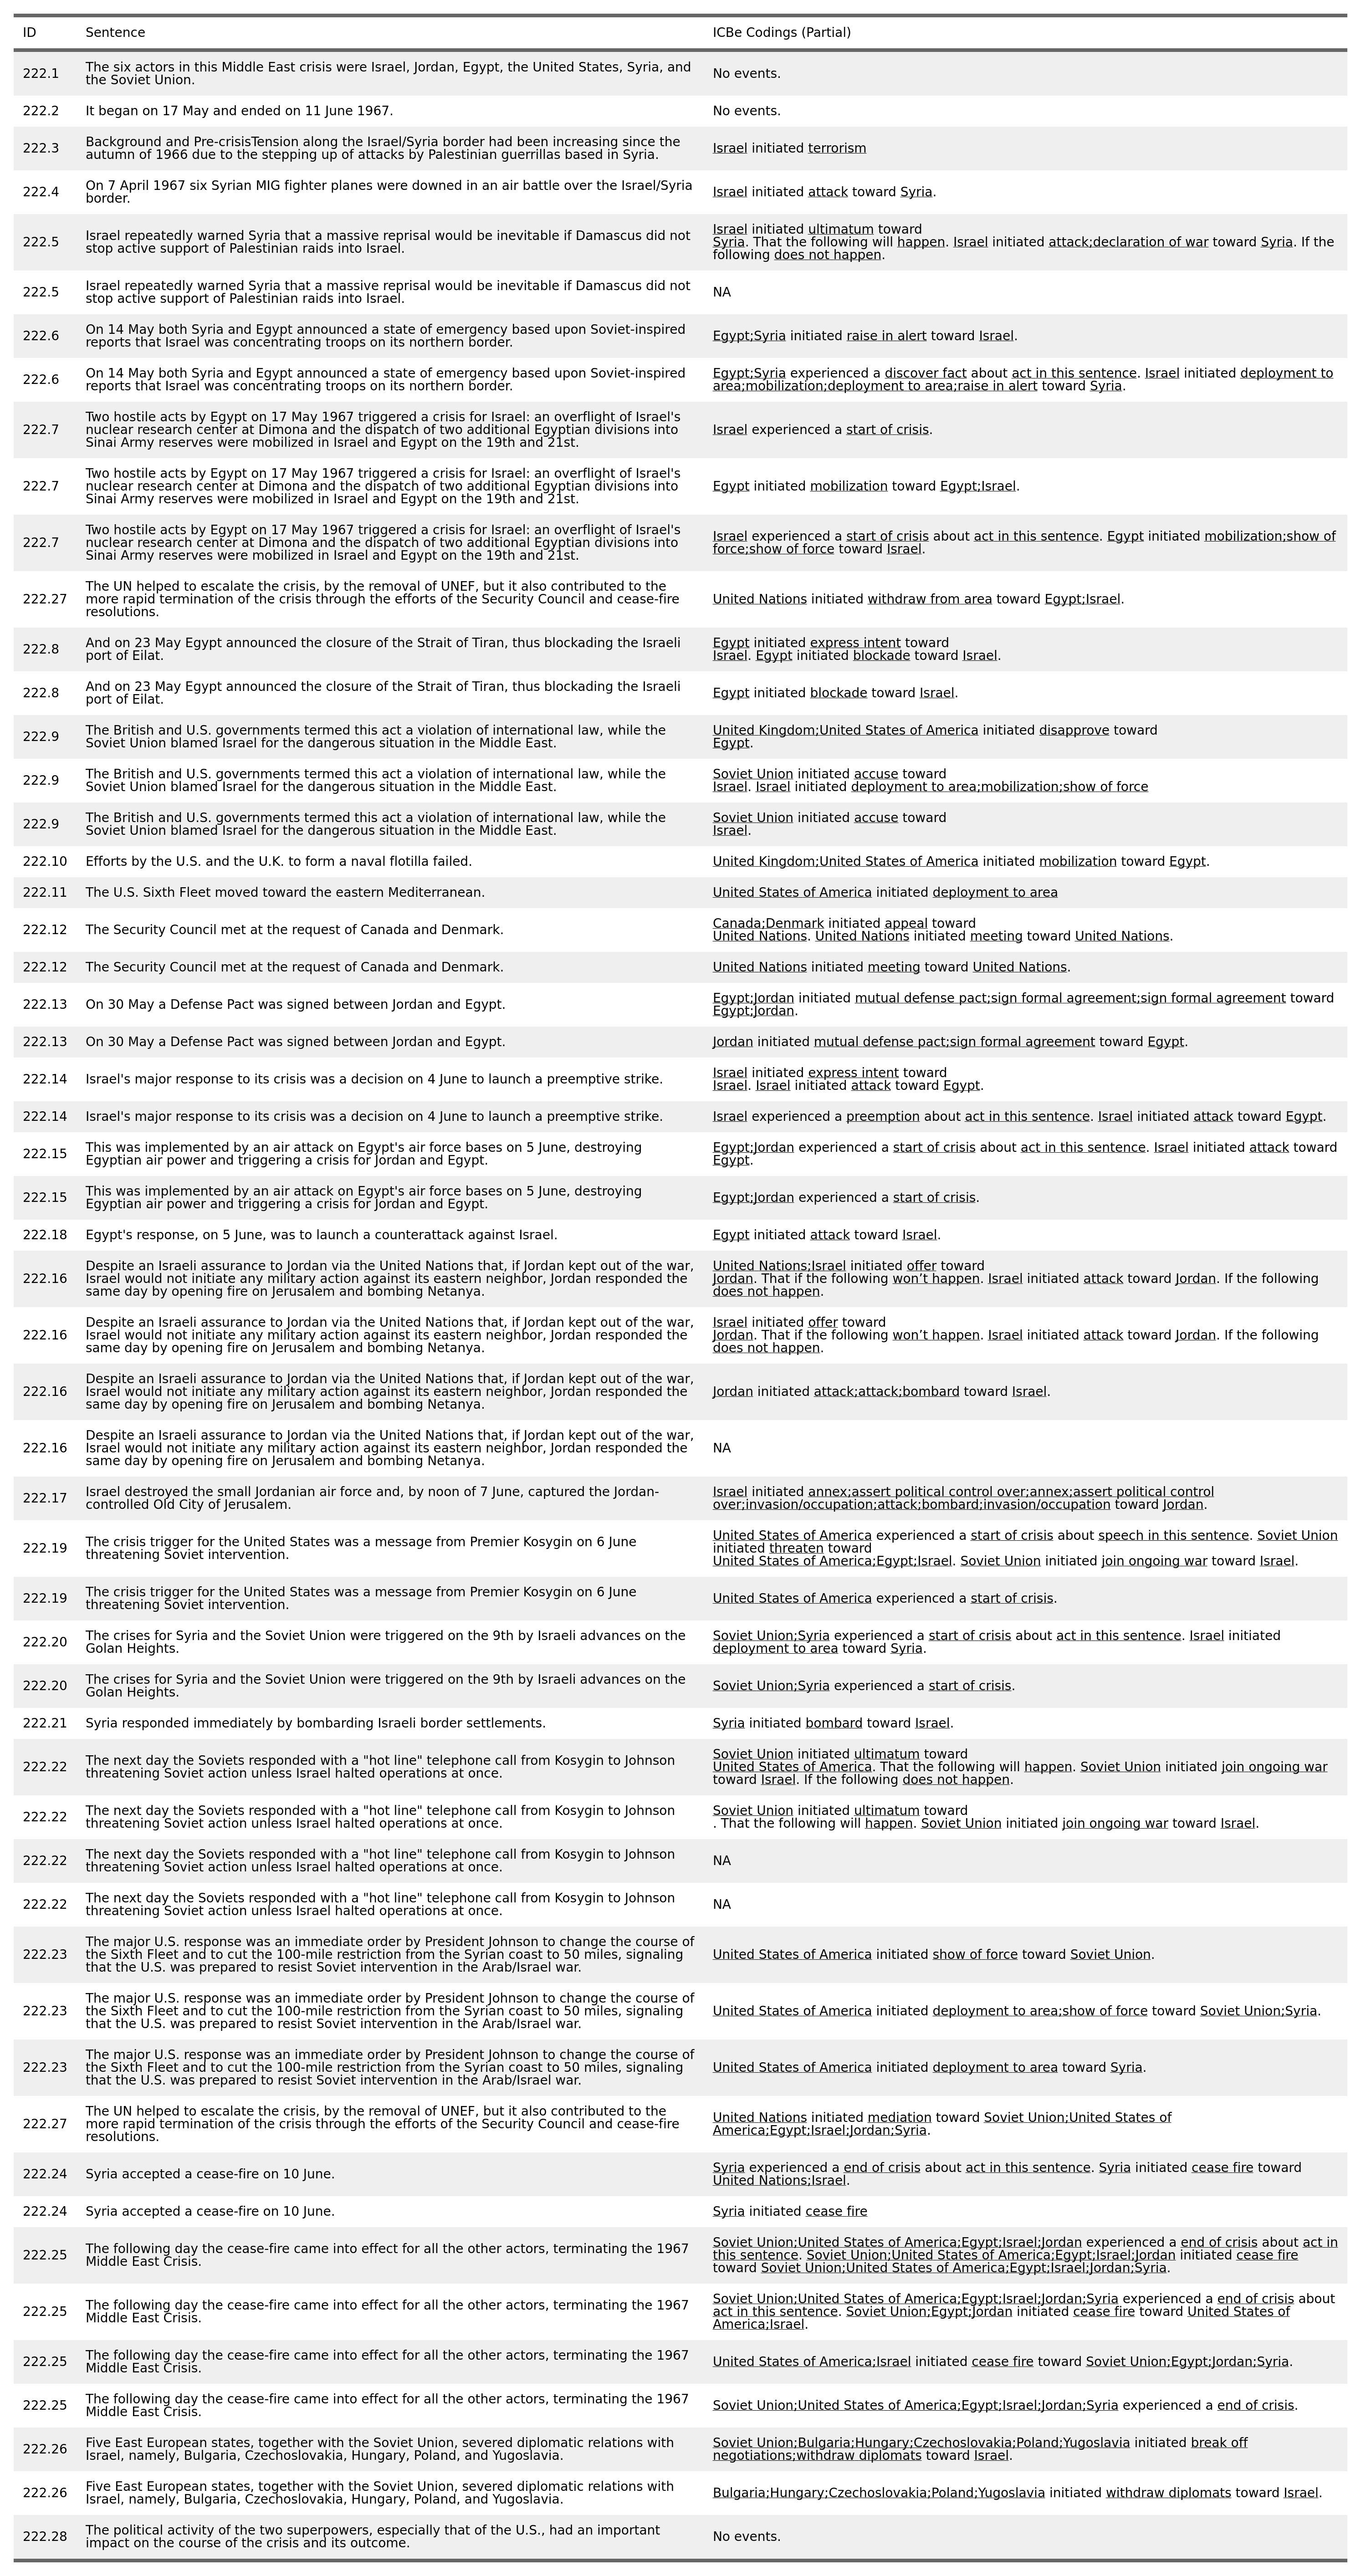 ID Sentence ICBe Codings (Partial)
222.1 The six actors in this Middle East crisis were Israel, Jordan, Egypt, the United States, Syria, and
the Soviet Union. No events.
222.2 It began on 17 May and ended on 11 June 1967. No events.
222.3 Background and Pre-crisisTension along the Israel/Syria border had been increasing since the
autumn of 1966 due to the stepping up of attacks by Palestinian guerrillas based in Syria. Israel initiated terrorism
222.4 On 7 April 1967 six Syrian MIG fighter planes were downed in an air battle over the Israel/Syria
border. Israel initiated attack toward Syria.
222.5 Israel repeatedly warned Syria that a massive reprisal would be inevitable if Damascus did not
stop active support of Palestinian raids into Israel.
Israel initiated ultimatum toward
Syria. That the following will happen. Israel initiated attack;declaration of war toward Syria. If the
following does not happen.
222.5 Israel repeatedly warned Syria that a massive reprisal would be inevitable if Damascus did not
stop active support of Palestinian raids into Israel. NA
222.6 On 14 May both Syria and Egypt announced a state of emergency based upon Soviet-inspired
reports that Israel was concentrating troops on its northern border. Egypt;Syria initiated raise in alert toward Israel.
222.6 On 14 May both Syria and Egypt announced a state of emergency based upon Soviet-inspired
reports that Israel was concentrating troops on its northern border.
Egypt;Syria experienced a discover fact about act in this sentence. Israel initiated deployment to
area;mobilization;deployment to area;raise in alert toward Syria.
222.7 Two hostile acts by Egypt on 17 May 1967 triggered a crisis for Israel: an overflight of Israel's
nuclear research center at Dimona and the dispatch of two additional Egyptian divisions into
Sinai Army reserves were mobilized in Israel and Egypt on the 19th and 21st.
Israel experienced a start of crisis.
222.7 Two hostile acts by Egypt on 17 May 1967 triggered a crisis for Israel: an overflight of Israel's
nuclear research center at Dimona and the dispatch of two additional Egyptian divisions into
Sinai Army reserves were mobilized in Israel and Egypt on the 19th and 21st.
Egypt initiated mobilization toward Egypt;Israel.
222.7 Two hostile acts by Egypt on 17 May 1967 triggered a crisis for Israel: an overflight of Israel's
nuclear research center at Dimona and the dispatch of two additional Egyptian divisions into
Sinai Army reserves were mobilized in Israel and Egypt on the 19th and 21st.
Israel experienced a start of crisis about act in this sentence. Egypt initiated mobilization;show of
force;show of force toward Israel.
222.27 The UN helped to escalate the crisis, by the removal of UNEF, but it also contributed to the
more rapid termination of the crisis through the efforts of the Security Council and cease-fire
resolutions.
United Nations initiated withdraw from area toward Egypt;Israel.
222.8 And on 23 May Egypt announced the closure of the Strait of Tiran, thus blockading the Israeli
port of Eilat.
Egypt initiated express intent toward
Israel. Egypt initiated blockade toward Israel.
222.8 And on 23 May Egypt announced the closure of the Strait of Tiran, thus blockading the Israeli
port of Eilat.
Egypt initiated blockade toward Israel.
222.9 The British and U.S. governments termed this act a violation of international law, while the
Soviet Union blamed Israel for the dangerous situation in the Middle East.
United Kingdom;United States of America initiated disapprove toward
Egypt.
222.9 The British and U.S. governments termed this act a violation of international law, while the
Soviet Union blamed Israel for the dangerous situation in the Middle East.
Soviet Union initiated accuse toward
Israel. Israel initiated deployment to area;mobilization;show of force
222.9 The British and U.S. governments termed this act a violation of international law, while the
Soviet Union blamed Israel for the dangerous situation in the Middle East.
Soviet Union initiated accuse toward
Israel.
222.10 Efforts by the U.S. and the U.K. to form a naval flotilla failed. United Kingdom;United States of America initiated mobilization toward Egypt.
222.11 The U.S. Sixth Fleet moved toward the eastern Mediterranean. United States of America initiated deployment to area
222.12 The Security Council met at the request of Canada and Denmark.
Canada;Denmark initiated appeal toward
United Nations. United Nations initiated meeting toward United Nations.
222.12 The Security Council met at the request of Canada and Denmark. United Nations initiated meeting toward United Nations.
222.13 On 30 May a Defense Pact was signed between Jordan and Egypt.
Egypt;Jordan initiated mutual defense pact;sign formal agreement;sign formal agreement toward
Egypt;Jordan.
222.13 On 30 May a Defense Pact was signed between Jordan and Egypt. Jordan initiated mutual defense pact;sign formal agreement toward Egypt.
222.14 Israel's major response to its crisis was a decision on 4 June to launch a preemptive strike.
Israel initiated express intent toward
Israel. Israel initiated attack toward Egypt.
222.14 Israel's major response to its crisis was a decision on 4 June to launch a preemptive strike. Israel experienced a preemption about act in this sentence. Israel initiated attack toward Egypt.
222.15 This was implemented by an air attack on Egypt's air force bases on 5 June, destroying
Egyptian air power and triggering a crisis for Jordan and Egypt.
Egypt;Jordan experienced a start of crisis about act in this sentence. Israel initiated attack toward
Egypt.
222.15 This was implemented by an air attack on Egypt's air force bases on 5 June, destroying
Egyptian air power and triggering a crisis for Jordan and Egypt.
Egypt;Jordan experienced a start of crisis.
222.18 Egypt's response, on 5 June, was to launch a counterattack against Israel. Egypt initiated attack toward Israel.
222.16 Despite an Israeli assurance to Jordan via the United Nations that, if Jordan kept out of the war,
Israel would not initiate any military action against its eastern neighbor, Jordan responded the
same day by opening fire on Jerusalem and bombing Netanya.
United Nations;Israel initiated offer toward
Jordan. That if the following won’t happen. Israel initiated attack toward Jordan. If the following
does not happen.
222.16 Despite an Israeli assurance to Jordan via the United Nations that, if Jordan kept out of the war,
Israel would not initiate any military action against its eastern neighbor, Jordan responded the
same day by opening fire on Jerusalem and bombing Netanya.
Israel initiated offer toward
Jordan. That if the following won’t happen. Israel initiated attack toward Jordan. If the following
does not happen.
222.16 Despite an Israeli assurance to Jordan via the United Nations that, if Jordan kept out of the war,
Israel would not initiate any military action against its eastern neighbor, Jordan responded the
same day by opening fire on Jerusalem and bombing Netanya.
Jordan initiated attack;attack;bombard toward Israel.
222.16 Despite an Israeli assurance to Jordan via the United Nations that, if Jordan kept out of the war,
Israel would not initiate any military action against its eastern neighbor, Jordan responded the
same day by opening fire on Jerusalem and bombing Netanya.
NA
222.17 Israel destroyed the small Jordanian air force and, by noon of 7 June, captured the Jordan-
controlled Old City of Jerusalem.
Israel initiated annex;assert political control over;annex;assert political control
over;invasion/occupation;attack;bombard;invasion/occupation toward Jordan.
222.19 The crisis trigger for the United States was a message from Premier Kosygin on 6 June
threatening Soviet intervention.
United States of America experienced a start of crisis about speech in this sentence. Soviet Union
initiated threaten toward
United States of America;Egypt;Israel. Soviet Union initiated join ongoing war toward Israel.
222.19 The crisis trigger for the United States was a message from Premier Kosygin on 6 June
threatening Soviet intervention.
United States of America experienced a start of crisis.
222.20 The crises for Syria and the Soviet Union were triggered on the 9th by Israeli advances on the
Golan Heights.
Soviet Union;Syria experienced a start of crisis about act in this sentence. Israel initiated
deployment to area toward Syria.
222.20 The crises for Syria and the Soviet Union were triggered on the 9th by Israeli advances on the
Golan Heights.
Soviet Union;Syria experienced a start of crisis.
222.21 Syria responded immediately by bombarding Israeli border settlements. Syria initiated bombard toward Israel.
222.22 The next day the Soviets responded with a "hot line" telephone call from Kosygin to Johnson
threatening Soviet action unless Israel halted operations at once.
Soviet Union initiated ultimatum toward
United States of America. That the following will happen. Soviet Union initiated join ongoing war
toward Israel. If the following does not happen.
222.22 The next day the Soviets responded with a "hot line" telephone call from Kosygin to Johnson
threatening Soviet action unless Israel halted operations at once.
Soviet Union initiated ultimatum toward
. That the following will happen. Soviet Union initiated join ongoing war toward Israel.
222.22 The next day the Soviets responded with a "hot line" telephone call from Kosygin to Johnson
threatening Soviet action unless Israel halted operations at once.
NA
222.22 The next day the Soviets responded with a "hot line" telephone call from Kosygin to Johnson
threatening Soviet action unless Israel halted operations at once.
NA
222.23 The major U.S. response was an immediate order by President Johnson to change the course of
the Sixth Fleet and to cut the 100-mile restriction from the Syrian coast to 50 miles, signaling
that the U.S. was prepared to resist Soviet intervention in the Arab/Israel war.
United States of America initiated show of force toward Soviet Union.
222.23 The major U.S. response was an immediate order by President Johnson to change the course of
the Sixth Fleet and to cut the 100-mile restriction from the Syrian coast to 50 miles, signaling
that the U.S. was prepared to resist Soviet intervention in the Arab/Israel war.
United States of America initiated deployment to area;show of force toward Soviet Union;Syria.
222.23 The major U.S. response was an immediate order by President Johnson to change the course of
the Sixth Fleet and to cut the 100-mile restriction from the Syrian coast to 50 miles, signaling
that the U.S. was prepared to resist Soviet intervention in the Arab/Israel war.
United States of America initiated deployment to area toward Syria.
222.27 The UN helped to escalate the crisis, by the removal of UNEF, but it also contributed to the
more rapid termination of the crisis through the efforts of the Security Council and cease-fire
resolutions.
United Nations initiated mediation toward Soviet Union;United States of
America;Egypt;Israel;Jordan;Syria.
222.24 Syria accepted a cease-fire on 10 June.
Syria experienced a end of crisis about act in this sentence. Syria initiated cease fire toward
United Nations;Israel.
222.24 Syria accepted a cease-fire on 10 June. Syria initiated cease fire
222.25 The following day the cease-fire came into effect for all the other actors, terminating the 1967
Middle East Crisis.
Soviet Union;United States of America;Egypt;Israel;Jordan experienced a end of crisis about act in
this sentence. Soviet Union;United States of America;Egypt;Israel;Jordan initiated cease fire
toward Soviet Union;United States of America;Egypt;Israel;Jordan;Syria.
222.25 The following day the cease-fire came into effect for all the other actors, terminating the 1967
Middle East Crisis.
Soviet Union;United States of America;Egypt;Israel;Jordan;Syria experienced a end of crisis about
act in this sentence. Soviet Union;Egypt;Jordan initiated cease fire toward United States of
America;Israel.
222.25 The following day the cease-fire came into effect for all the other actors, terminating the 1967
Middle East Crisis.
United States of America;Israel initiated cease fire toward Soviet Union;Egypt;Jordan;Syria.
222.25 The following day the cease-fire came into effect for all the other actors, terminating the 1967
Middle East Crisis.
Soviet Union;United States of America;Egypt;Israel;Jordan;Syria experienced a end of crisis.
222.26 Five East European states, together with the Soviet Union, severed diplomatic relations with
Israel, namely, Bulgaria, Czechoslovakia, Hungary, Poland, and Yugoslavia.
Soviet Union;Bulgaria;Hungary;Czechoslovakia;Poland;Yugoslavia initiated break off
negotiations;withdraw diplomats toward Israel.
222.26 Five East European states, together with the Soviet Union, severed diplomatic relations with
Israel, namely, Bulgaria, Czechoslovakia, Hungary, Poland, and Yugoslavia.
Bulgaria;Hungary;Czechoslovakia;Poland;Yugoslavia initiated withdraw diplomats toward Israel.
222.28 The political activity of the two superpowers, especially that of the U.S., had an important
impact on the course of the crisis and its outcome.
No events.